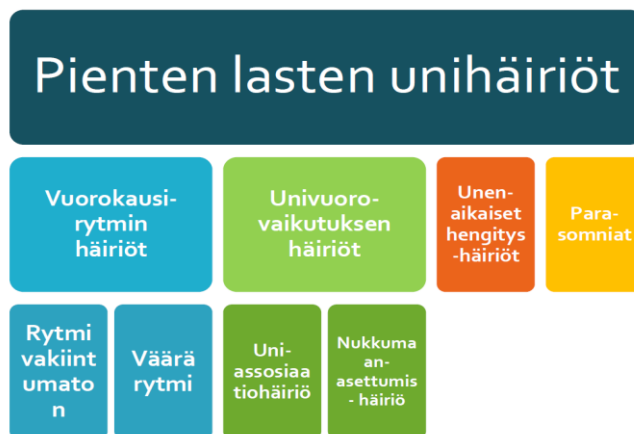 Pienten lasten unihäiriöt
Vuorokausi-
rytmin
häiriöt
Univuoro-
vaikutuksen
häiriöt
Unen-
aikaiset
hengitys
-häiriöt
Para-
somniat
Rytmi
vakiint
umato
n
Väärä
rytmi
Uni-
assosiaa
tiohäiriö
Nukkuma
an-
asettumis
- häiriö